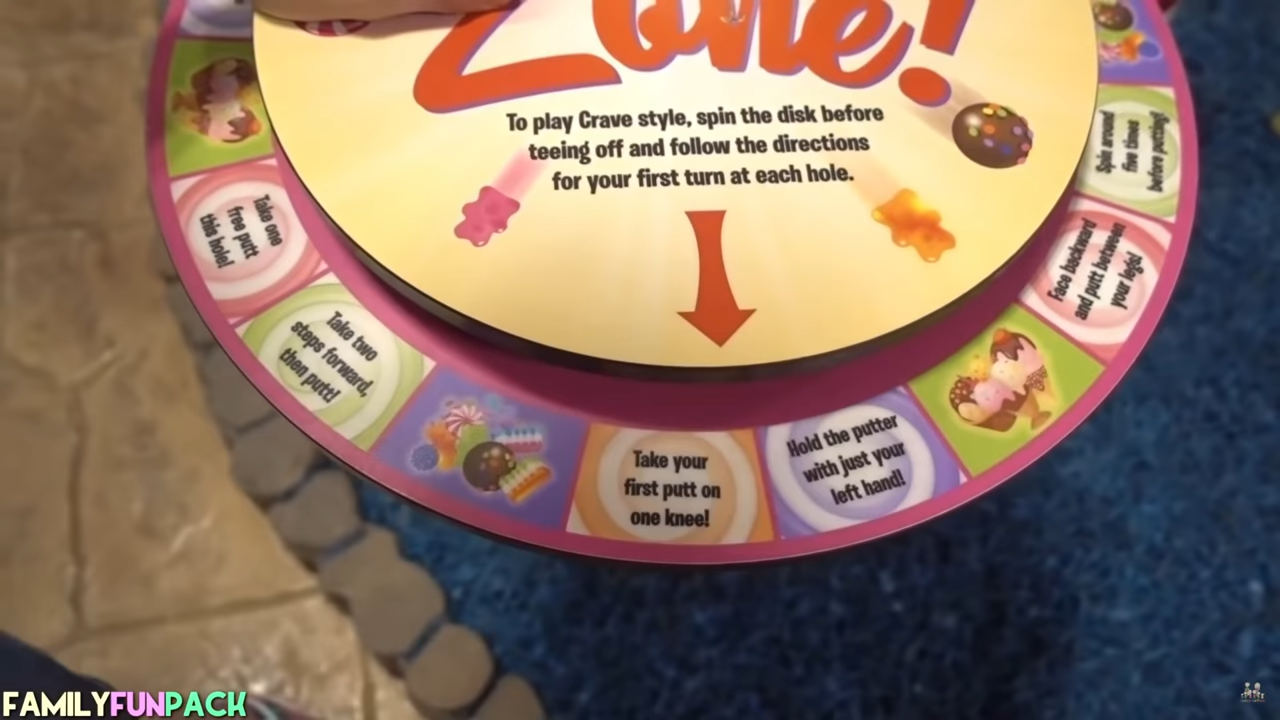 Zone!
To play Crave style, spin the disk before
teeing off and follow the directions
for your first turn at each hole.
Take one
free putt
this hole!
Take two
steps forward,
then putt!
Take your
first putt on
one knee!
Hold the putter
with just your
left hand!
Face backward
and putt between
your legs!
Spin around
five times
before putting!
FAMILYFUNPACK